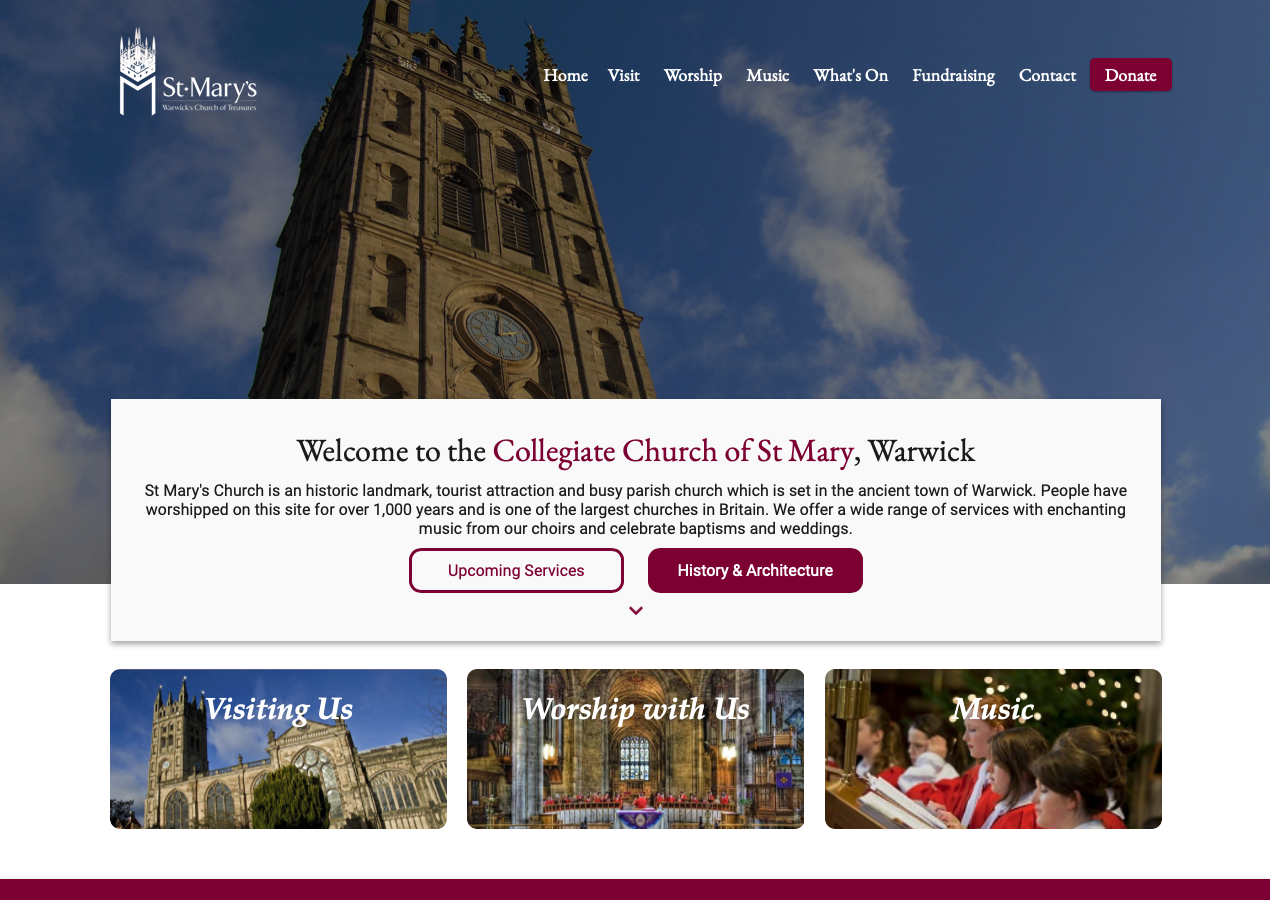 St·Mary's
Warwick's Church of Treasures
Home Visit Worship Music What's On Fundraising Contact Donate
Welcome to the Collegiate Church of St Mary, Warwick
St Mary's Church is an historic landmark, tourist attraction and busy parish church which is set in the ancient town of Warwick. People have
worshipped on this site for over 1,000 years and is one of the largest churches in Britain. We offer a wide range of services with enchanting
music from our choirs and celebrate baptisms and weddings.
Upcoming Services History & Architecture
Visiting Us Worship with Us Music